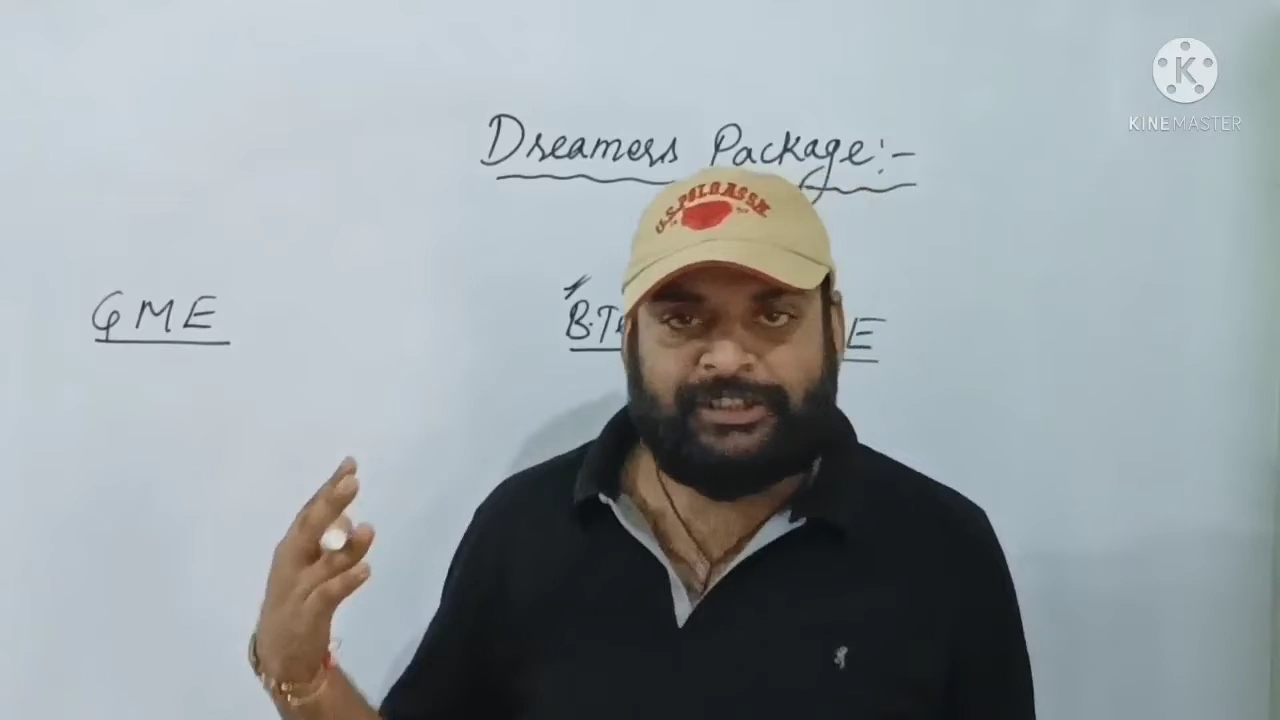 KINEMASTER
Dreamers Package:-
U.S. POLO ASSN.
GME
E